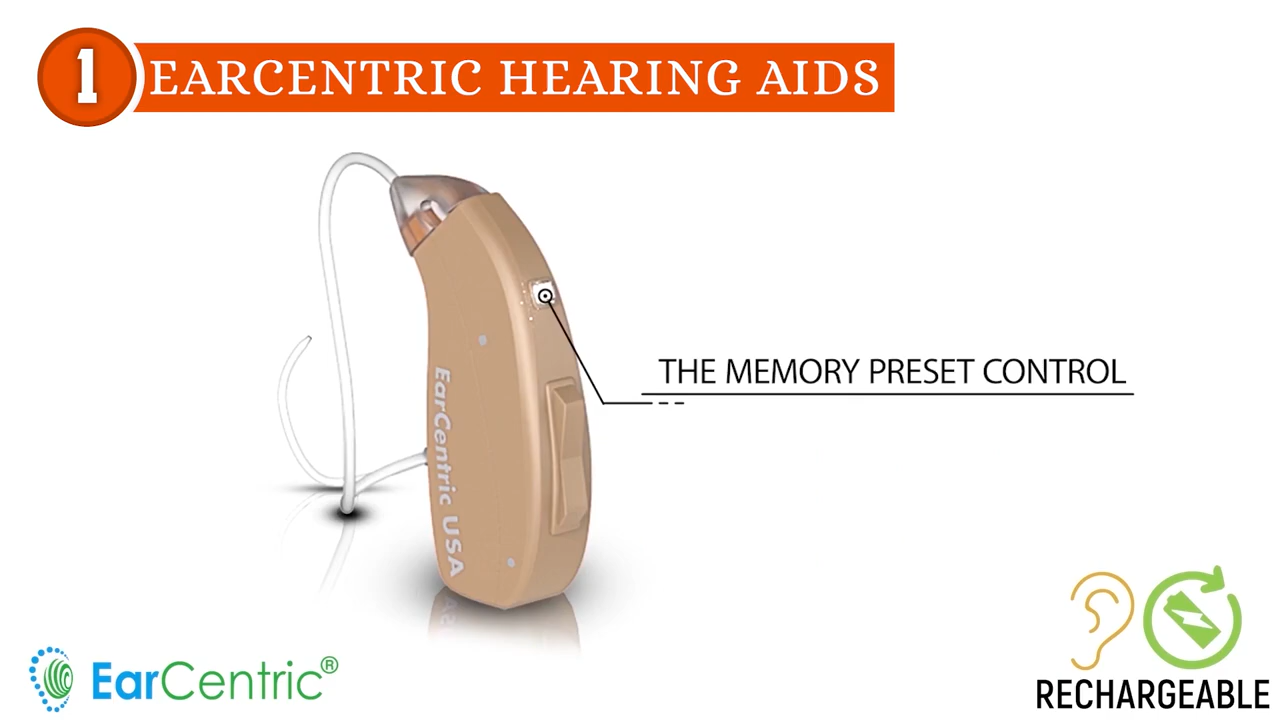 1
EARCENTRIC HEARING AIDS
THE MEMORY PRESET CONTROL
EarCentric USA
EarCentric®
RECHARGEABLE